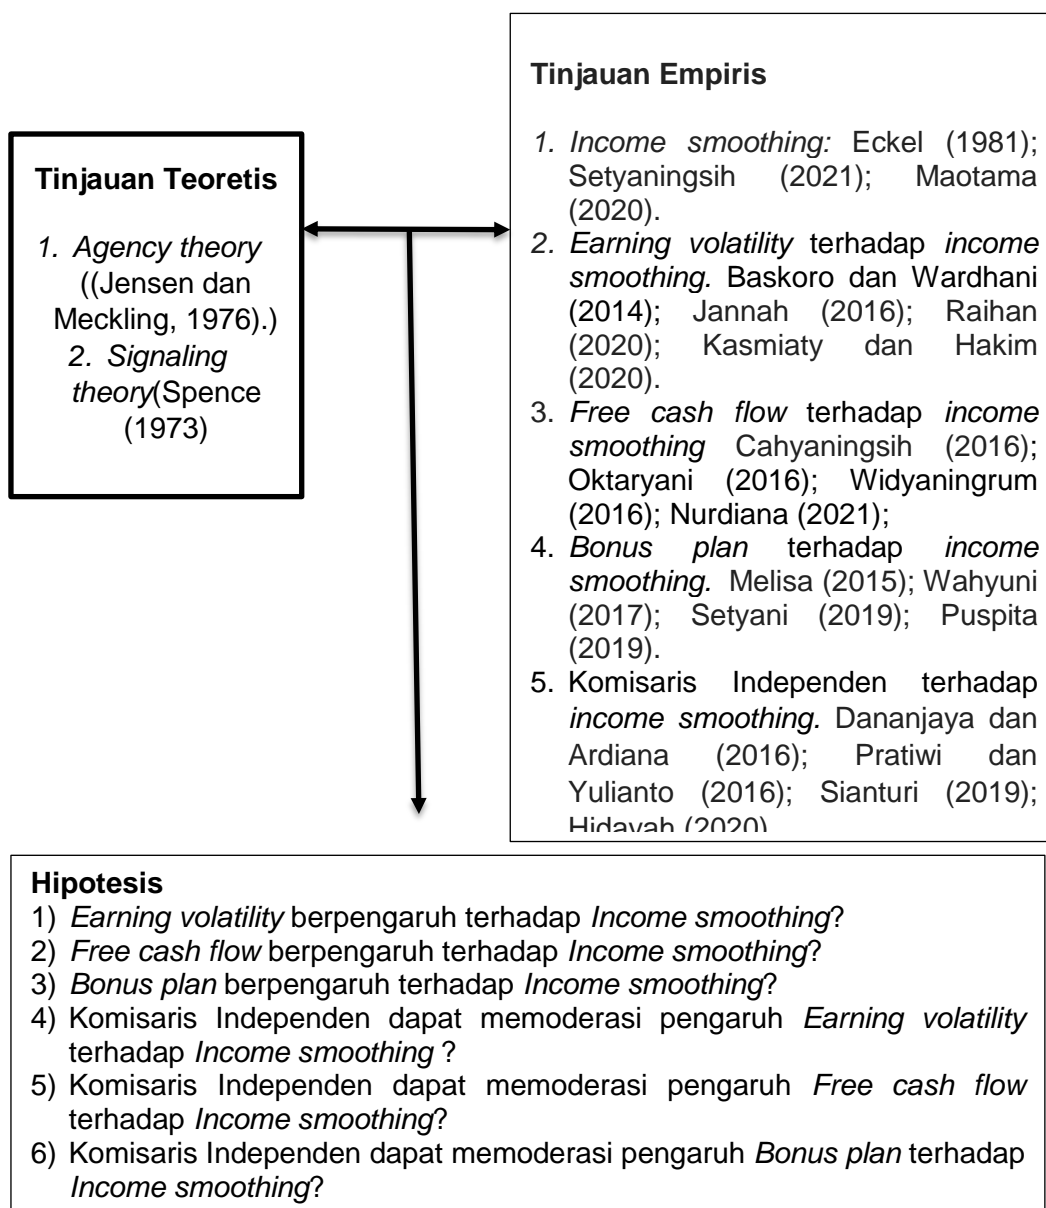 Tinjauan Teoretis
1. Agency theory
((Jensen dan
Meckling, 1976).)
2. Signaling
theory(Spence
(1973)
Tinjauan Empiris
1. Income smoothing: Eckel (1981);
Setyaningsih (2021); Maotama
(2020).
2. Earning volatility terhadap income
smoothing. Baskoro dan Wardhani
(2014); Jannah (2016); Raihan
(2020); Kasmiaty dan Hakim
(2020).
3. Free cash flow terhadap income
smoothing Cahyaningsih (2016);
Oktaryani (2016); Widyaningrum
(2016); Nurdiana (2021);
4. Bonus plan terhadap income
smoothing. Melisa (2015); Wahyuni
(2017); Setyani (2019); Puspita
(2019).
5. Komisaris Independen terhadap
income smoothing. Dananjaya dan
Ardiana (2016); Pratiwi dan
Yulianto (2016); Sianturi (2019);
Hidayah (2020)
Hipotesis
1) Earning volatility berpengaruh terhadap Income smoothing?
2) Free cash flow berpengaruh terhadap Income smoothing?
3) Bonus plan berpengaruh terhadap Income smoothing?
4) Komisaris Independen dapat memoderasi pengaruh Earning volatility
terhadap Income smoothing ?
5) Komisaris Independen dapat memoderasi pengaruh Free cash flow
terhadap Income smoothing?
6) Komisaris Independen dapat memoderasi pengaruh Bonus plan terhadap
Income smoothing?